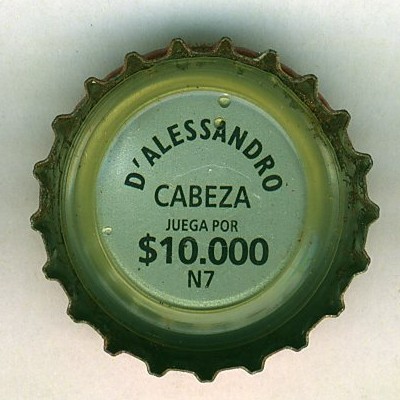 D'ALESSANDRO
CABEZA
JUEGA POR
$10.000
N7